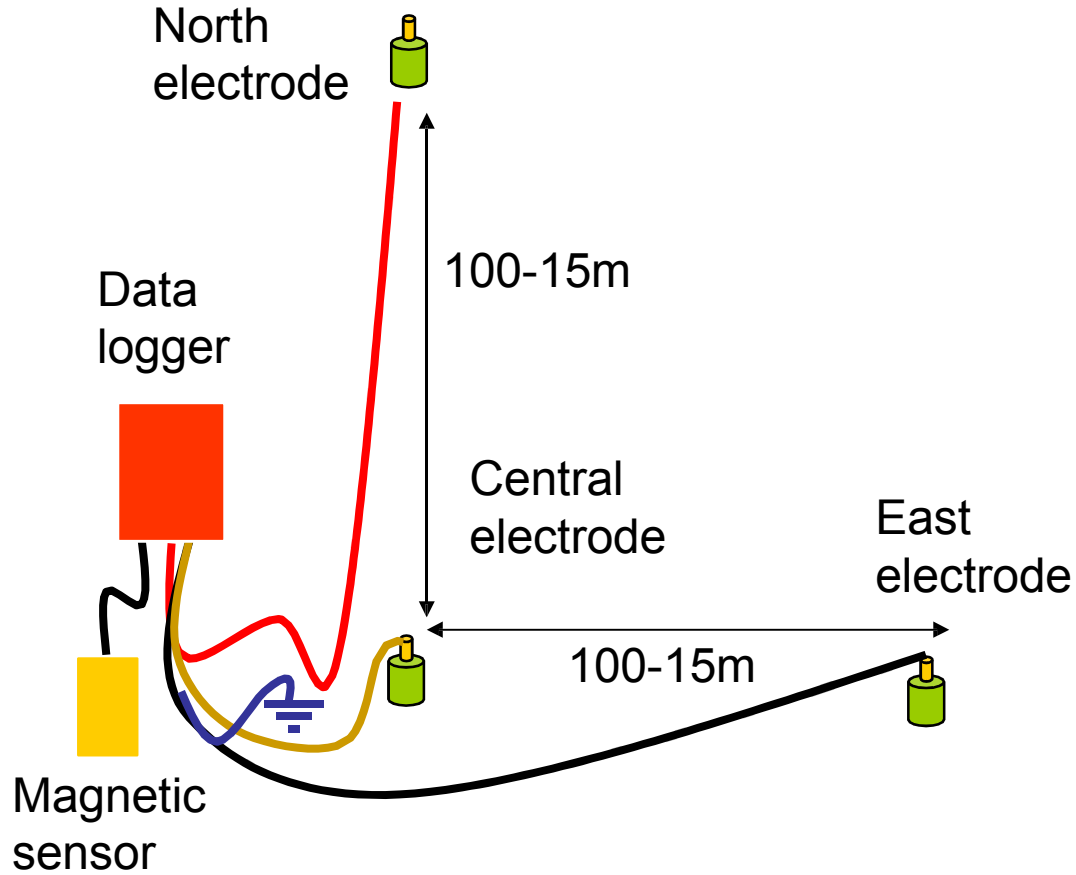 North
electrode
100-15m
Data
logger
Central
electrode
East
electrode
100-15m
Magnetic
sensor